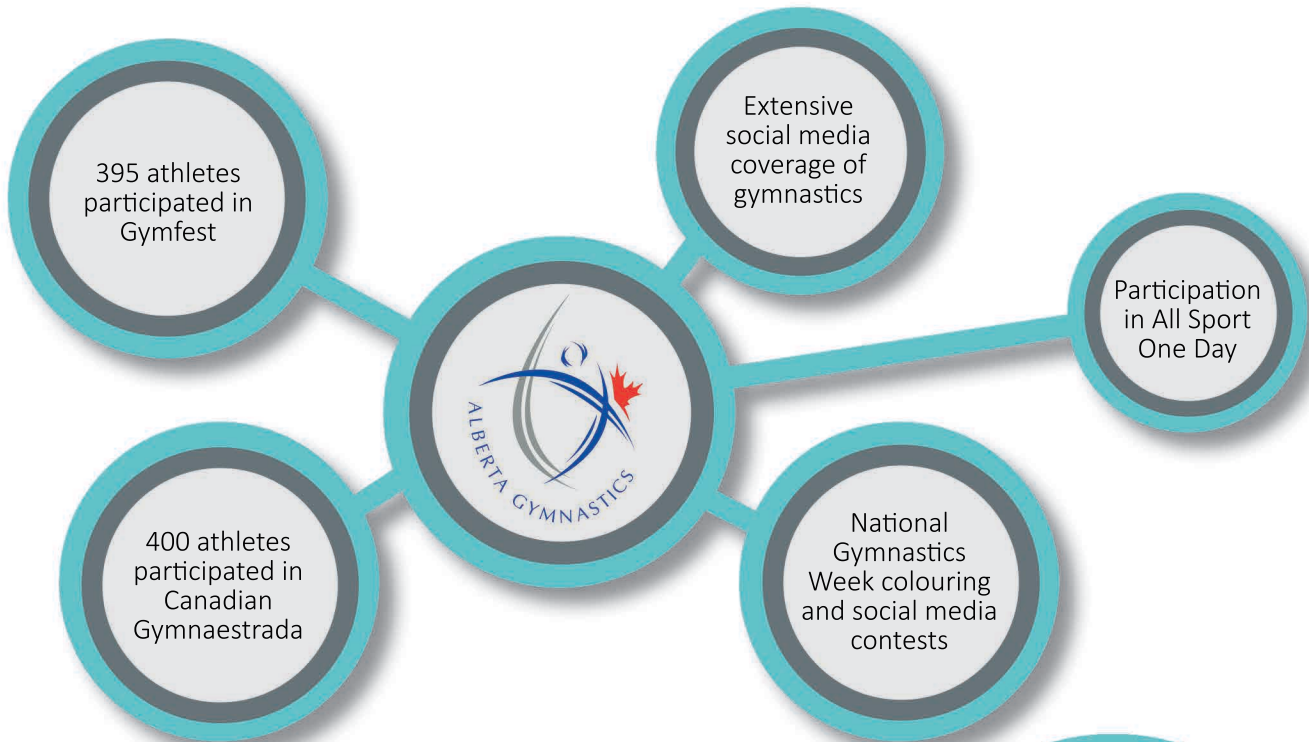 395 athletes
participated in
Gymfest
Extensive
social media
coverage of
gymnastics
Participation
in All Sport
One Day
ALBERTA GYMNASTICS
400 athletes
participated in
Canadian
Gymnaestrada
National
Gymnastics
Week colouring
and social media
contests